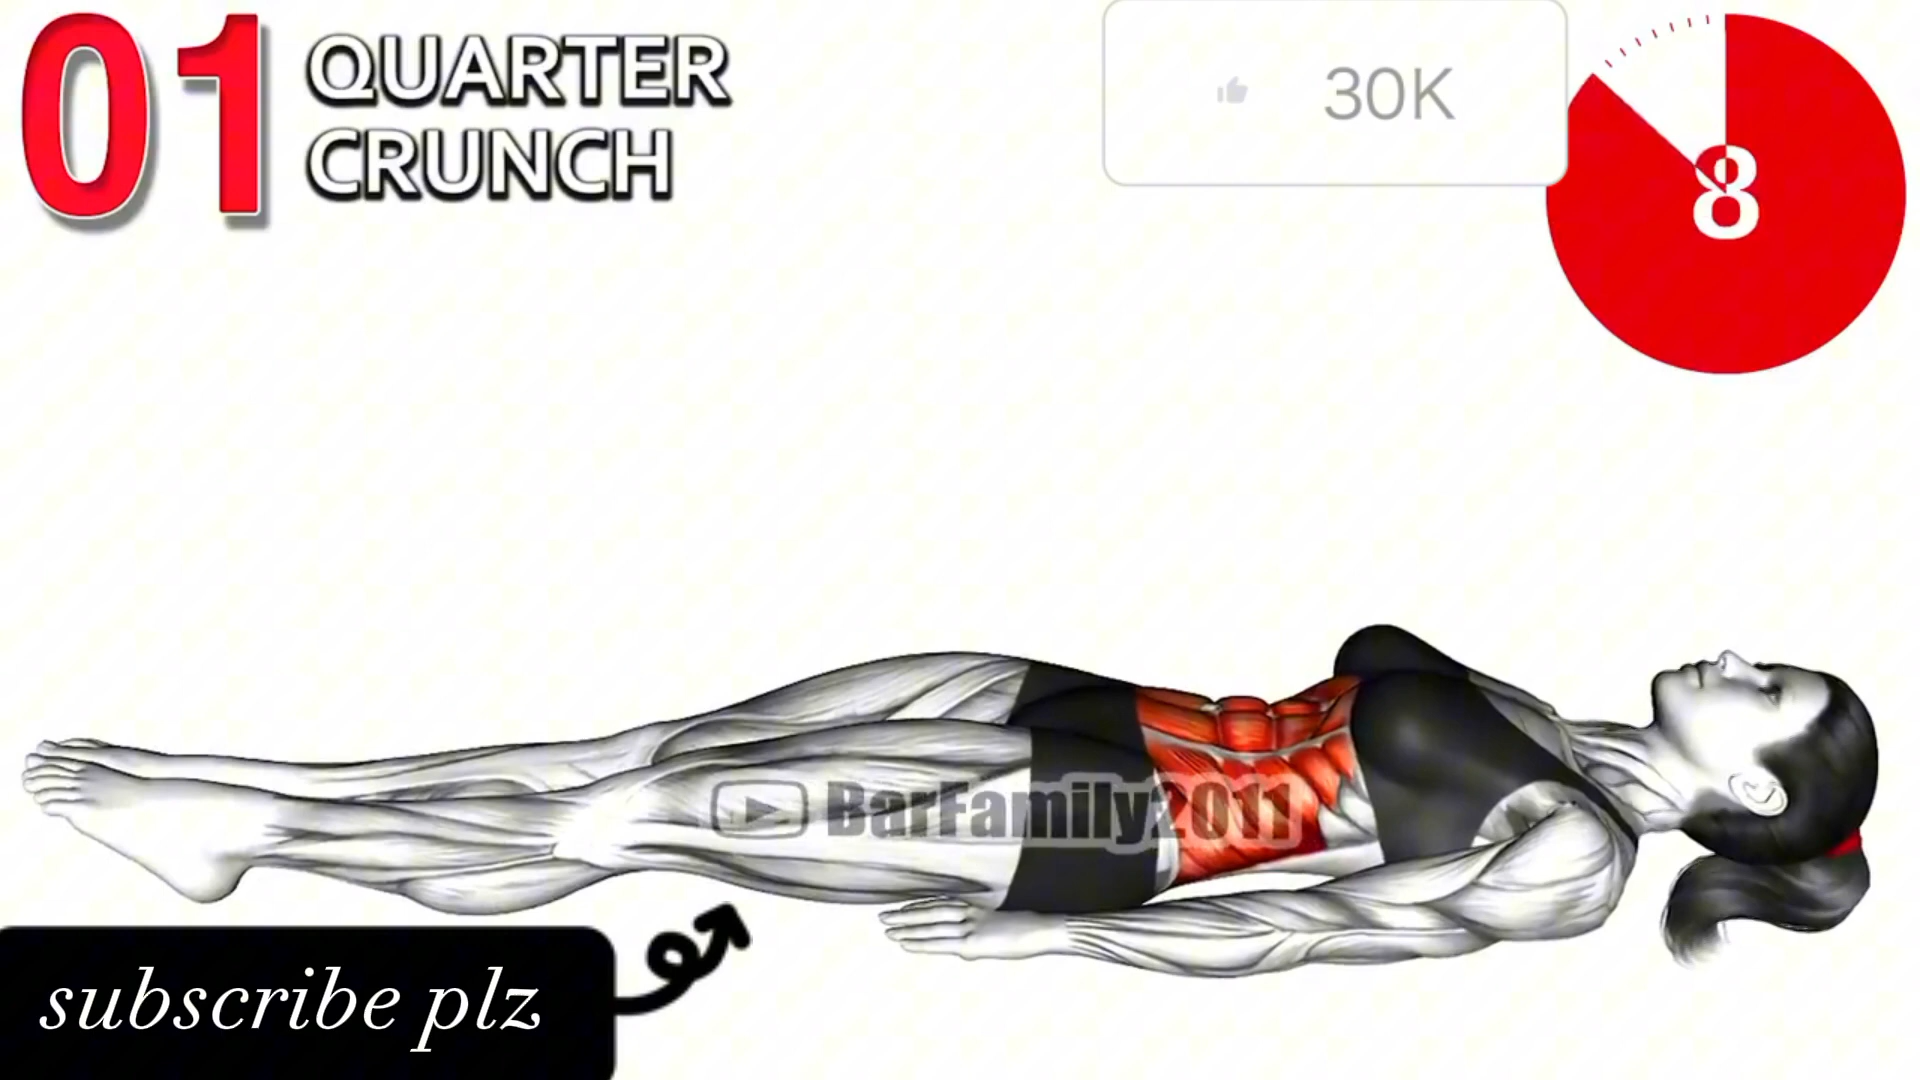 01
QUARTER
CRUNCH
30K
8
BarFamily2011
subscribe plz